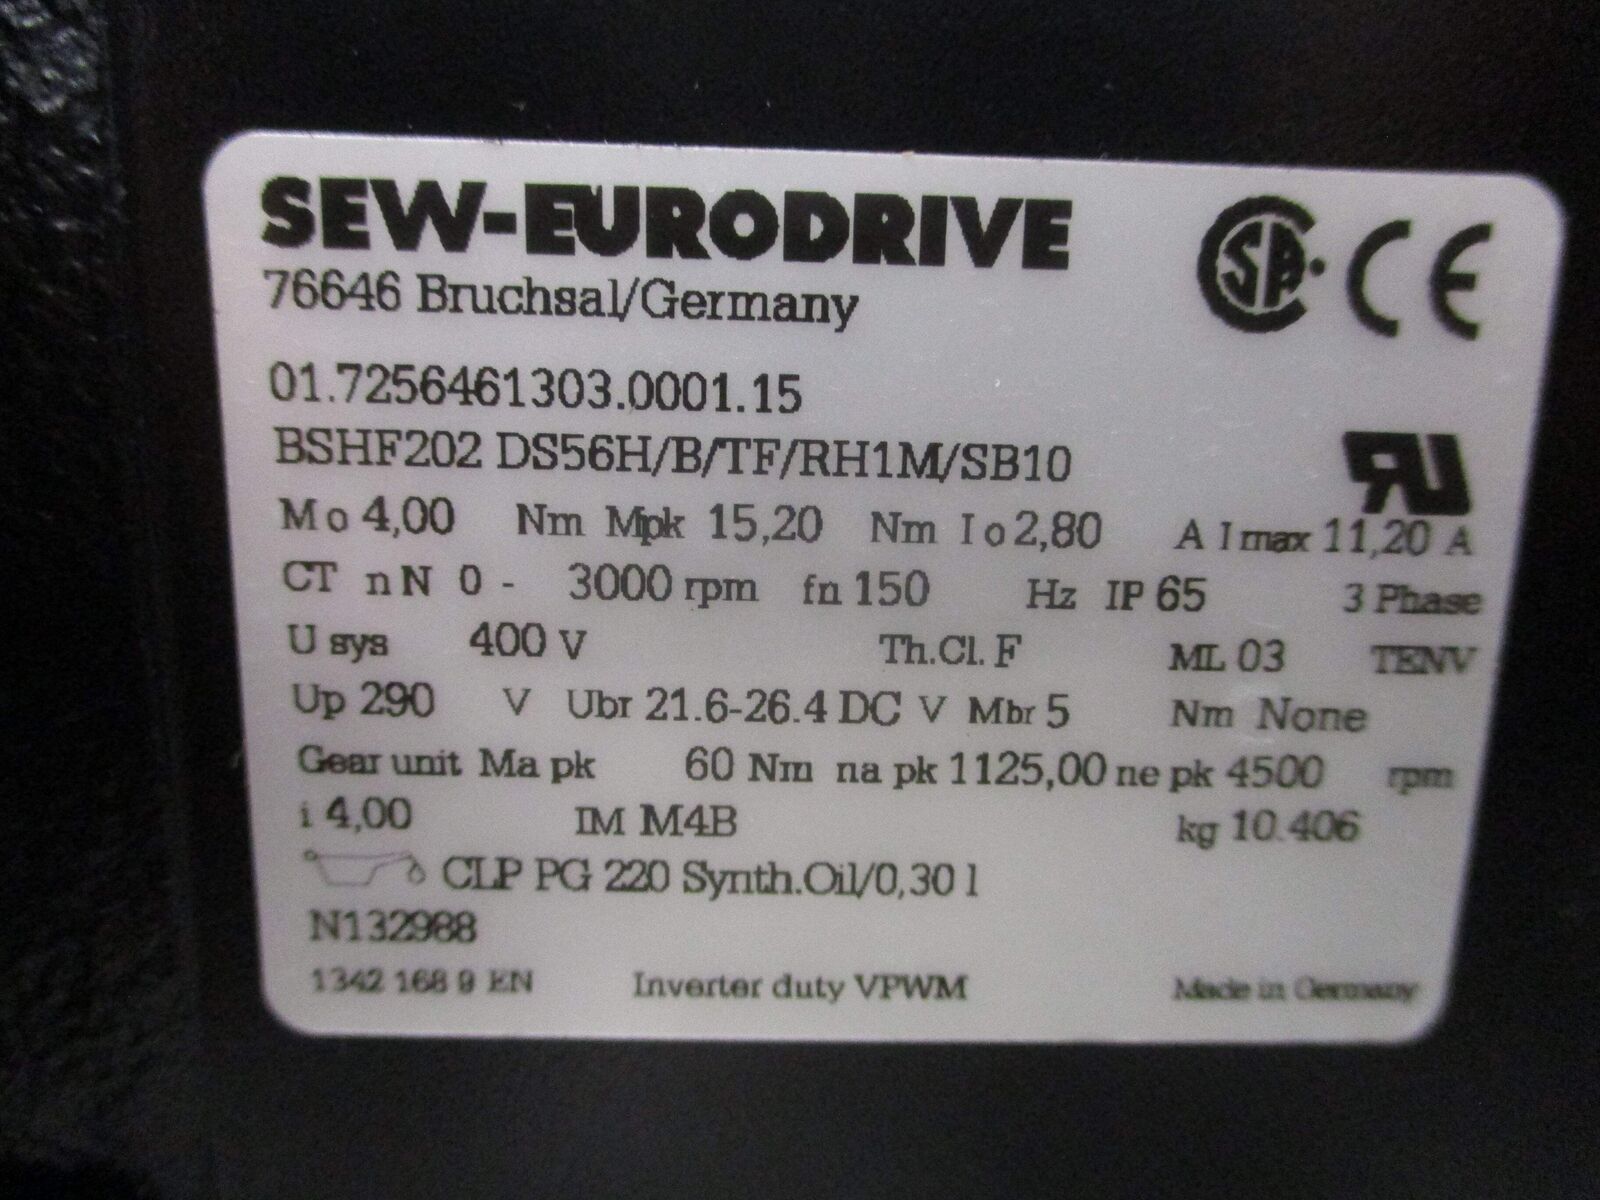 SEW-EURODRIVE
76646 Bruchsal/Germany
CSA CE
01.7256461303.0001.15
BSHF202 DS56H/B/TF/RH1M/SB10
RU
Mo 4,00 Nm Mpk 15,20 Nm Io 2,80 A Imax 11,20 A
CT nN 0 - 3000 rpm fn 150 Hz IP 65 3 Phase
U sys 400 V Th.Cl. F ML 03 TENV
Up 290 V Ubr 21.6-26.4 DC V Mbr 5 Nm None
Gear unit Ma pk 60 Nm na pk 1125,00 ne pk 4500 rpm
i 4,00 IM M4B kg 10.406
CLP PG 220 Synth.Oil/0,30 l
N132988
1342 168 9 EN Inverter duty VPWM Made in Germany